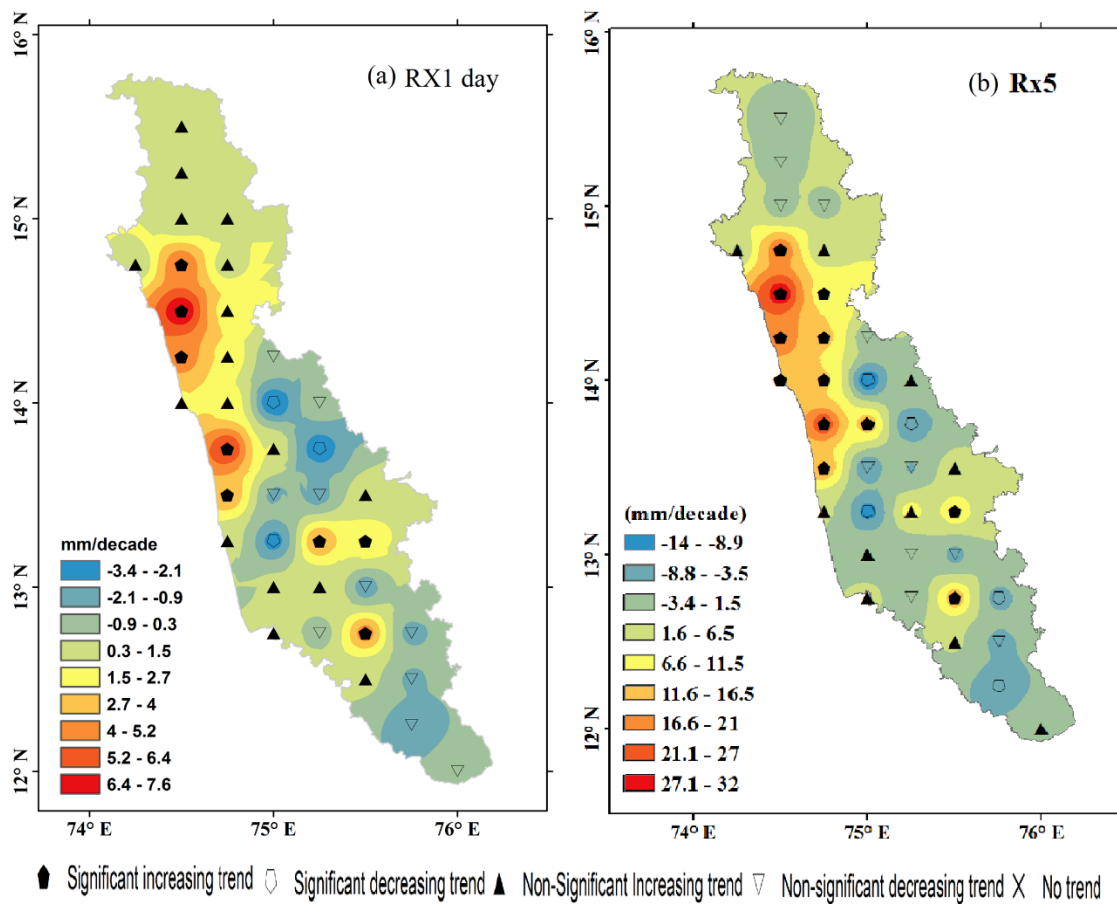 (a) RX1 day
16° N
15° N
14° N
13° N
12° N
mm/decade
-3.4 - -2.1
-2.1 - -0.9
-0.9 - 0.3
0.3 - 1.5
1.5 - 2.7
2.7 - 4
4 - 5.2
5.2 - 6.4
6.4 - 7.6
74° E
75° E
76° E
(b) Rx5
16° N
15° N
14° N
13° N
12° N
(mm/decade)
-14 - -8.9
-8.8 - -3.5
-3.4 - 1.5
1.6 - 6.5
6.6 - 11.5
11.6 - 16.5
16.6 - 21
21.1 - 27
27.1 - 32
74° E
75° E
76° E
Significant increasing trend Significant decreasing trend Non-Significant Increasing trend Non-significant decreasing trend No trend